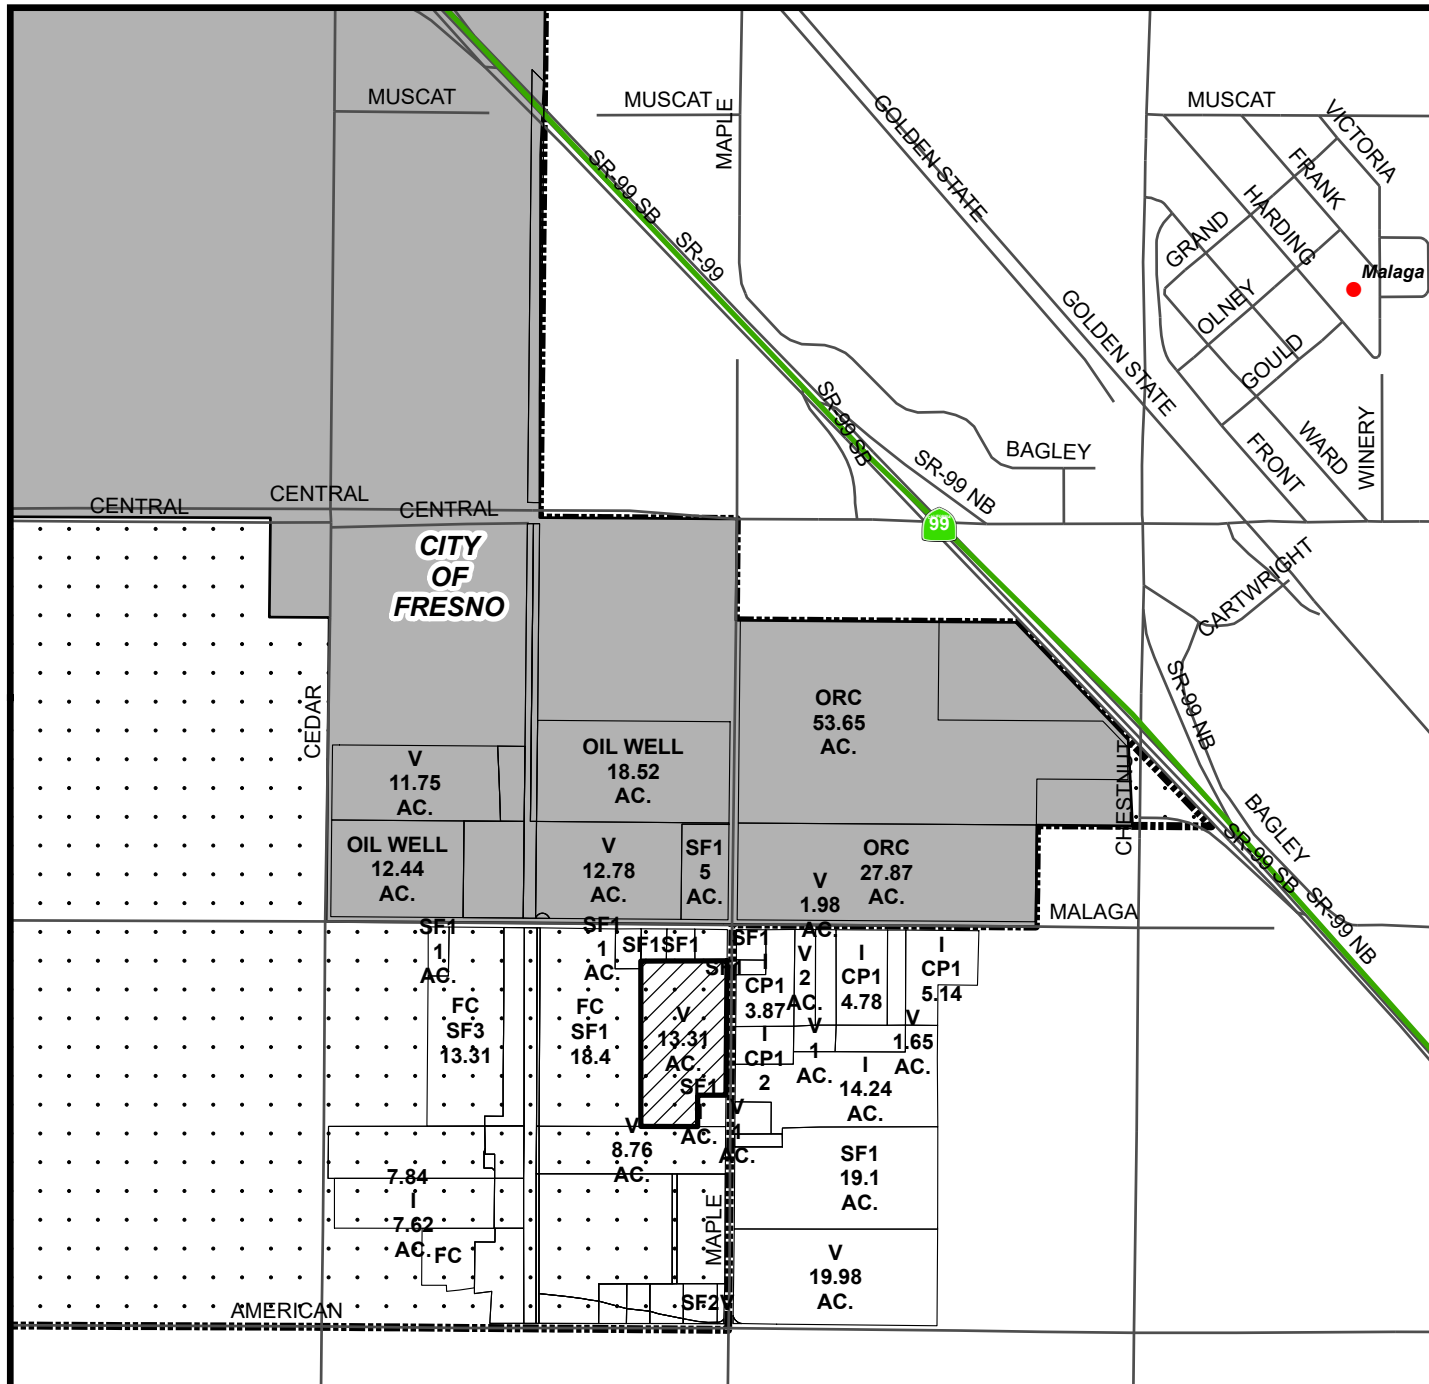 MUSCAT
MUSCAT
MUSCAT
MAPLE
GOLDEN STATE
VICTORIA
FRANK
HARDING
GRAND
SR-99 SB
SR-99
Malaga
OLNEY
GOLDEN STATE
GOULD
SR-99 SB
WARD
WINERY
BAGLEY
FRONT
SR-99 NB
CENTRAL
CENTRAL
CENTRAL
99
CITY
OF
FRESNO
CARTWRIGHT
CEDAR
SR-99 NB
ORC
53.65
AC.
OIL WELL
18.52
AC.
V
11.75
AC.
CHESTNUT
BAGLEY
OIL WELL
12.44
AC.
V
12.78
AC.
SF1
5
AC.
ORC
27.87
AC.
SR-99 SB
SR-99 NB
V
1.98
AC.
MALAGA
SF1
1
AC.
SF1
1
AC.
SF1
SF1
SF1
SF1
I
CP1
3.87
V
2
AC.
I
CP1
4.78
I
CP1
5.14
FC
SF3
13.31
FC
SF1
18.4
V
13.31
AC.
I
CP1
2
V
1
AC.
V
1.65
AC.
I
14.24
AC.
SF1
1
AC.
V
1
AC.
V
8.76
AC.
SF1
19.1
AC.
7.84
I
7.62
AC.
FC
MAPLE
V
19.98
AC.
SF2
V
AMERICAN